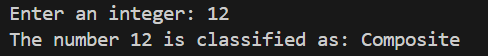 Enter an integer: 12
The number 12 is classified as: Composite